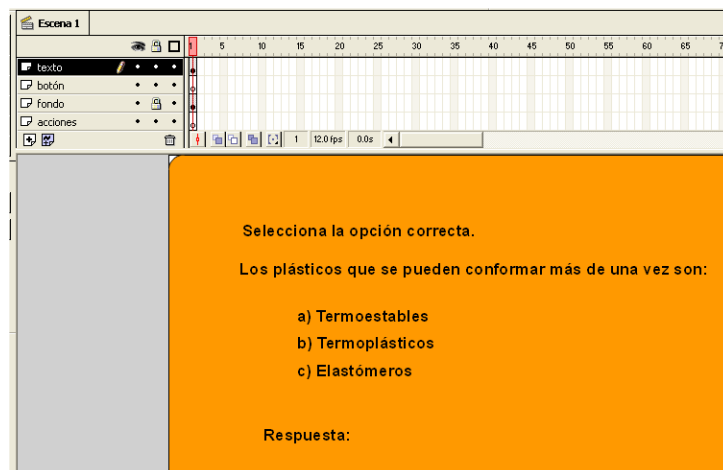 Escena 1
1 5 10 15 20 25 30 35 40 45 50 55 60 65
texto
botón
fondo
acciones
1 12.0 fps 0.0s
Selecciona la opción correcta.
Los plásticos que se pueden conformar más de una vez son:
a) Termoestables
b) Termoplásticos
c) Elastómeros
Respuesta: